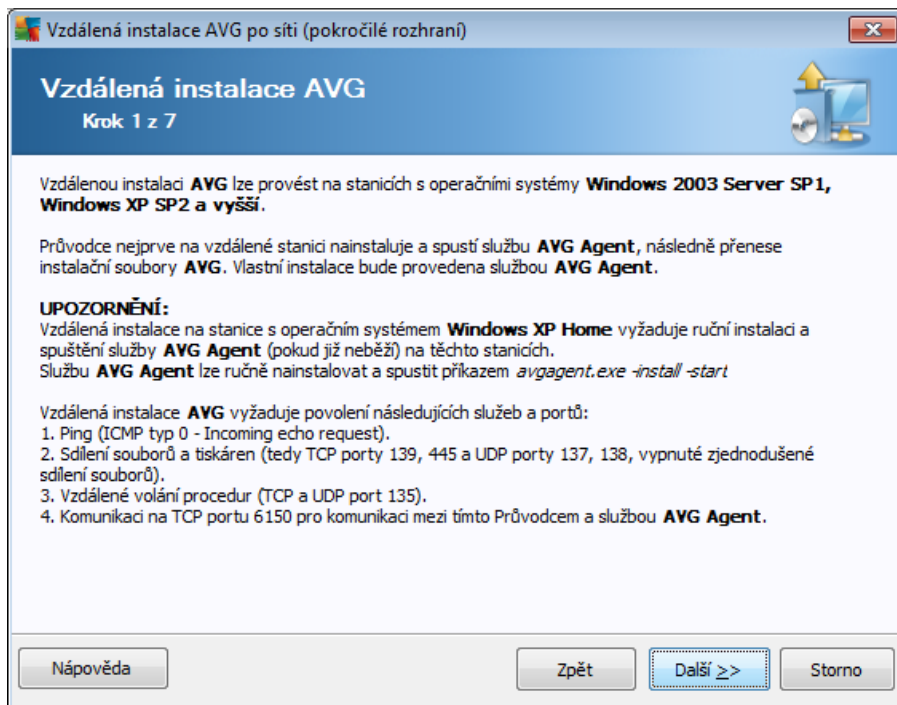 Vzdálená instalace AVG po síti (pokročilé rozhraní)
Vzdálená instalace AVG
Krok 1 z 7
Vzdálenou instalaci AVG lze provést na stanicích s operačními systémy Windows 2003 Server SP1,
Windows XP SP2 a vyšší.
Průvodce nejprve na vzdálené stanici nainstaluje a spustí službu AVG Agent, následně přenese
instalační soubory AVG. Vlastní instalace bude provedena službou AVG Agent.
UPOZORNĚNÍ:
Vzdálená instalace na stanice s operačním systémem Windows XP Home vyžaduje ruční instalaci a
spuštění služby AVG Agent (pokud již neběží) na těchto stanicích.
Službu AVG Agent lze ručně nainstalovat a spustit příkazem avgagent.exe -install -start
Vzdálená instalace AVG vyžaduje povolení následujících služeb a portů:
1. Ping (ICMP typ 0 - Incoming echo request).
2. Sdílení souborů a tiskáren (tedy TCP porty 139, 445 a UDP porty 137, 138, vypnuté zjednodušené
sdílení souborů).
3. Vzdálené volání procedur (TCP a UDP port 135).
4. Komunikaci na TCP portu 6150 pro komunikaci mezi tímto Průvodcem a službou AVG Agent.
Nápověda
Zpět
Další >>
Storno